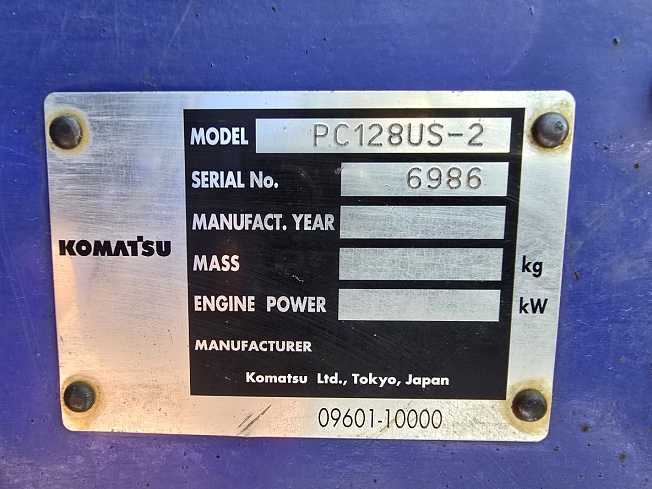 MODEL PC128US-2
SERIAL No. 6986
MANUFACT. YEAR
KOMATSU
MASS kg
ENGINE POWER kW
MANUFACTURER
Komatsu Ltd., Tokyo, Japan
09601-10000